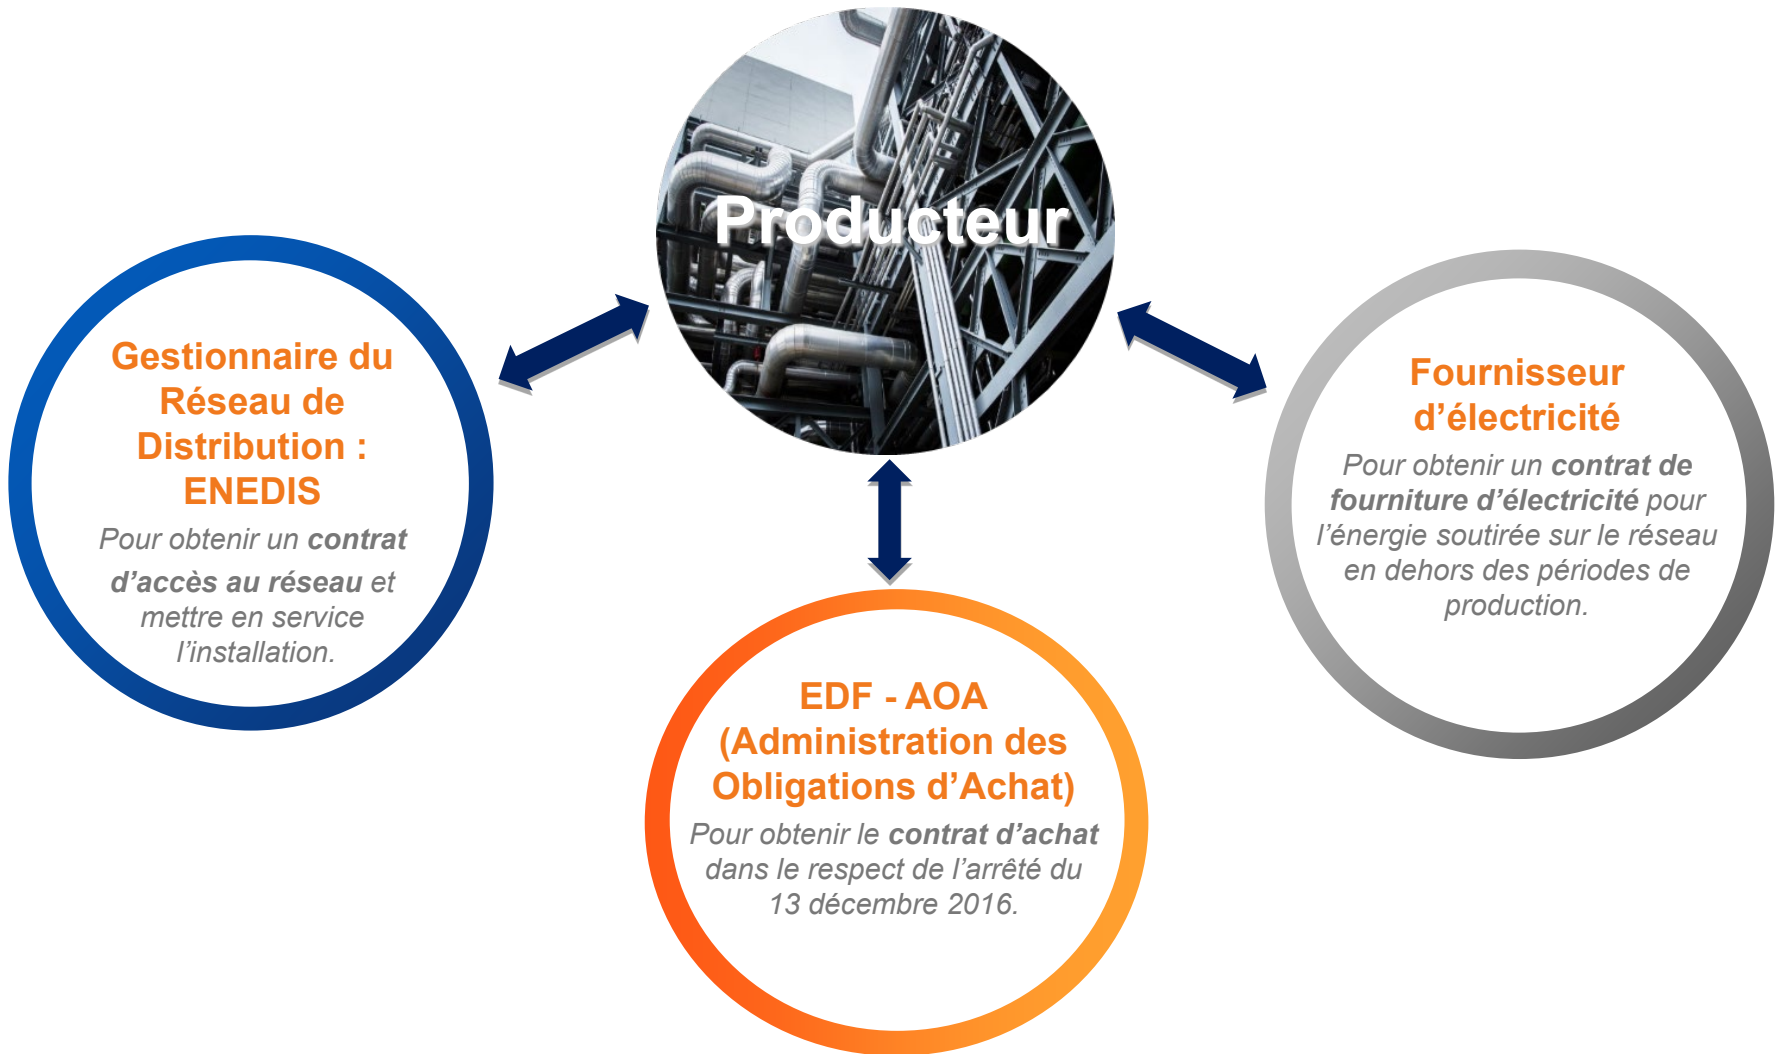 Producteur
Gestionnaire du
Réseau de
Distribution :
ENEDIS
Pour obtenir un contrat
d’accès au réseau et
mettre en service
l’installation.
EDF - AOA
(Administration des
Obligations d’Achat)
Pour obtenir le contrat d’achat
dans le respect de l’arrêté du
13 décembre 2016.
Fournisseur
d’électricité
Pour obtenir un contrat de
fourniture d’électricité pour
l’énergie soutirée sur le réseau
en dehors des périodes de
production.